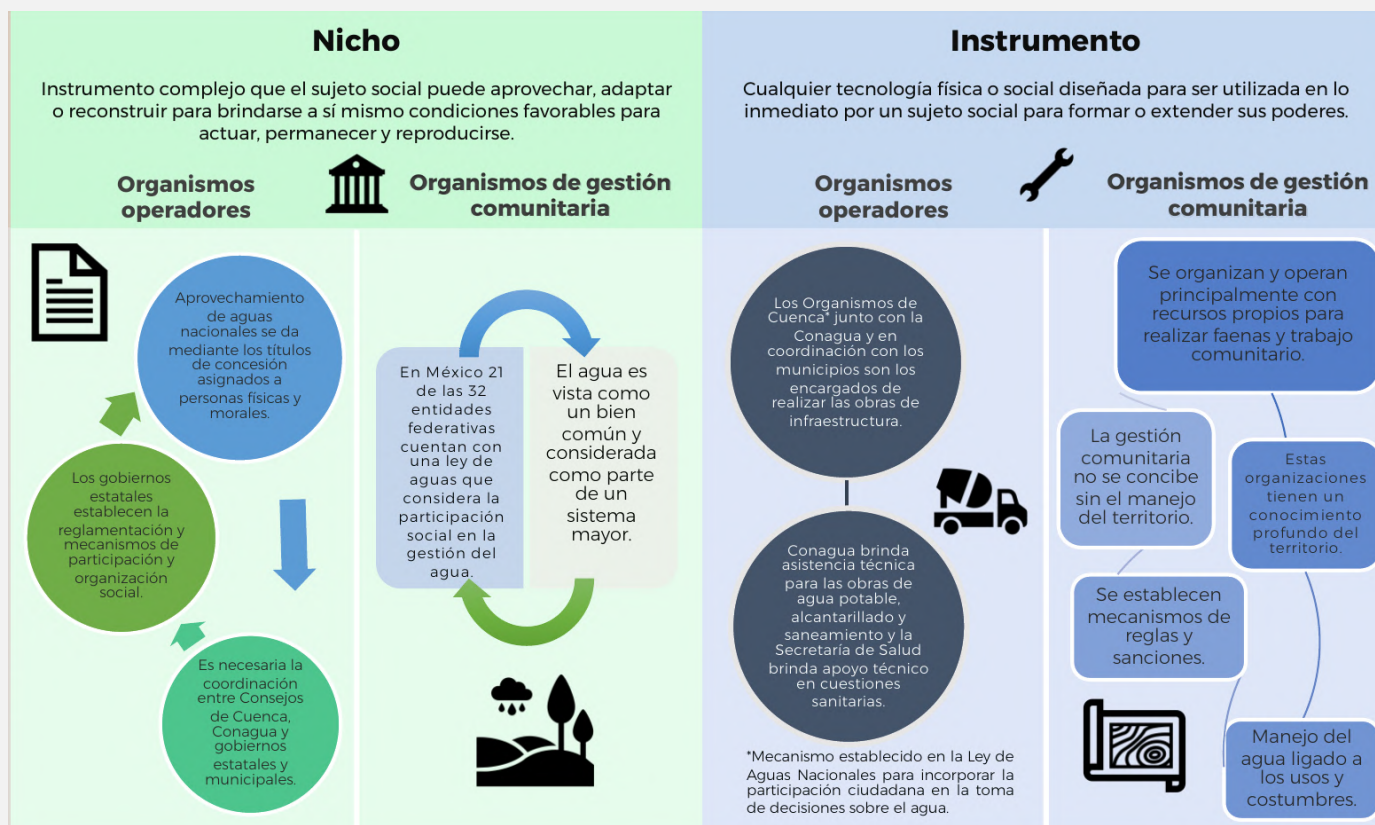 Nicho
Instrumento complejo que el sujeto social puede aprovechar, adaptar
o reconstruir para brindarse a sí mismo condiciones favorables para
actuar, permanecer y reproducirse.
Organismos
operadores
Organismos de gestión
comunitaria
Aprovechamiento
de aguas
nacionales se da
mediante los títulos
de concesión
asignados a
personas físicas y
morales.
Los gobiernos
estatales
establecen la
reglamentación y
mecanismos de
participación y
organización
social.
Es necesaria la
coordinación
entre Consejos
de Cuenca,
Conagua y
gobiernos
estatales y
municipales.
En México 21
de las 32
entidades
federativas
cuentan con
una ley de
aguas que
considera la
participación
social en la
gestión del
agua.
El agua es
vista como
un bien
común y
considerada
como parte
de un
sistema
mayor.
Instrumento
Cualquier tecnología física o social diseñada para ser utilizada en lo
inmediato por un sujeto social para formar o extender sus poderes.
Organismos
operadores
Organismos de gestión
comunitaria
Los Organismos de
Cuenca* junto con la
Conagua y en
coordinación con los
municipios son los
encargados de
realizar las obras de
infraestructura.
Conagua brinda
asistencia técnica
para las obras de
agua potable,
alcantarillado y
saneamiento y la
Secretaría de Salud
brinda apoyo técnico
en cuestiones
sanitarias.
*Mecanismo establecido en la Ley de
Aguas Nacionales para incorporar la
participación ciudadana en la toma
de decisiones sobre el agua.
Se organizan y operan
principalmente con
recursos propios para
realizar faenas y trabajo
comunitario.
La gestión
comunitaria
no se concibe
sin el manejo
del territorio.
Estas
organizaciones
tienen un
conocimiento
profundo del
territorio.
Se establecen
mecanismos de
reglas y
sanciones.
Manejo del
agua ligado a
los usos y
costumbres.